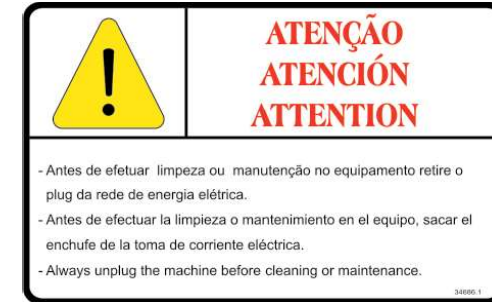 ATENÇÃO
ATENCIÓN
ATTENTION
- Antes de efetuar limpeza ou manutenção no equipamento retire o
plug da rede de energia elétrica.
- Antes de efectuar la limpieza o mantenimiento en el equipo, sacar el
enchufe de la toma de corriente eléctrica.
- Always unplug the machine before cleaning or maintenance.
34686.1